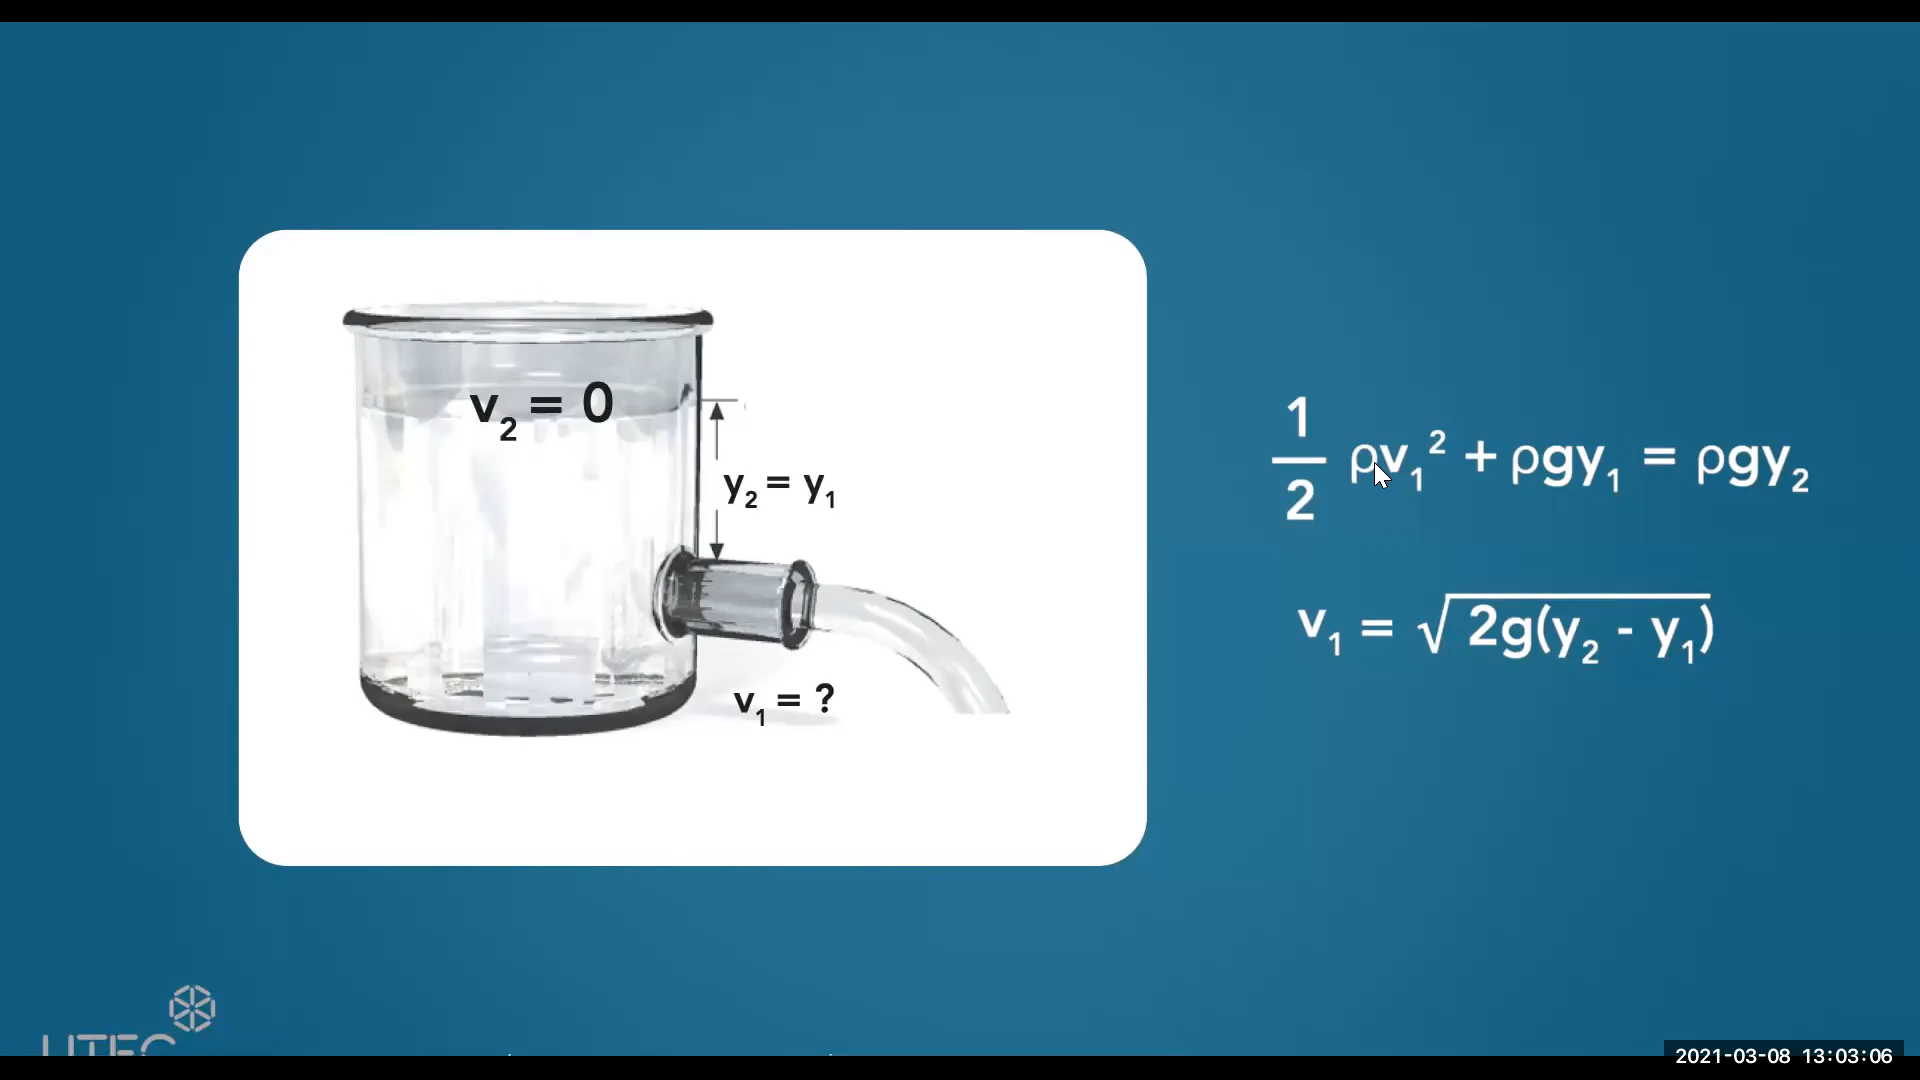 v₂ = 0
y₂ = y₁
v₁ = ?
1/2 ρv₁² + ρgy₁ = ρgy₂
v₁ = √2g(y₂ - y₁)
UTEC
2021-03-08 13:03:06